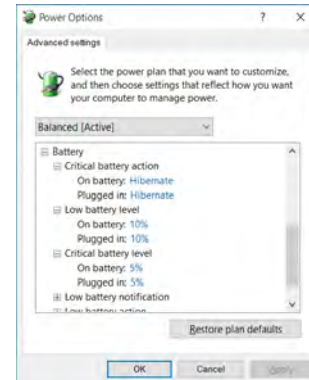 Power Options
Advanced settings
Select the power plan that you want to customize,
and then choose settings that reflect how you want
your computer to manage power.
Balanced [Active]
Battery
Critical battery action
On battery: Hibernate
Plugged in: Hibernate
Low battery level
On battery: 10%
Plugged in: 10%
Critical battery level
On battery: 5%
Plugged in: 5%
Low battery notification
Low battery action
Restore plan defaults
OK Cancel Apply